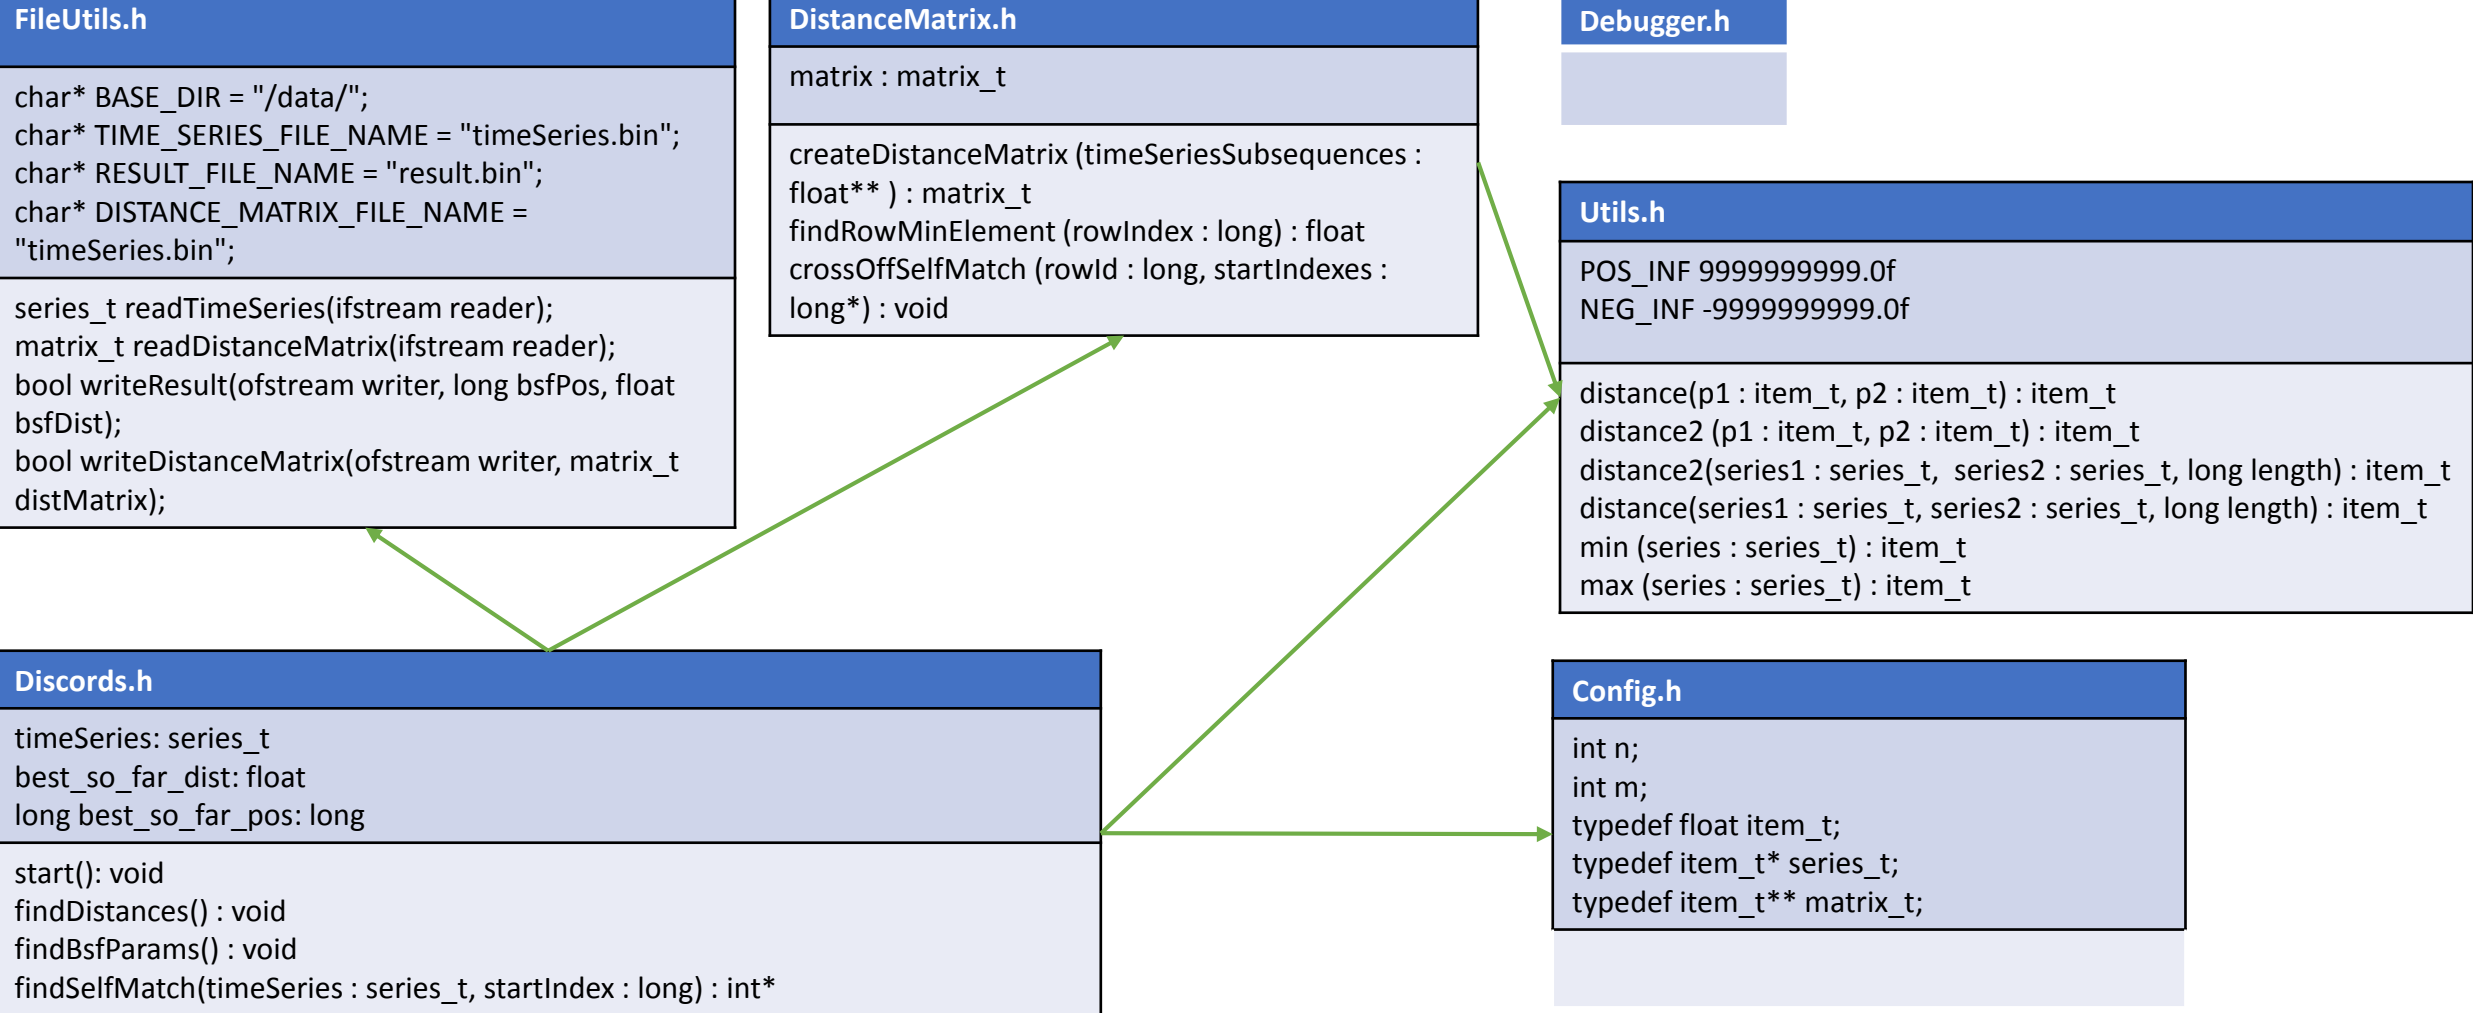 FileUtils.h
char* BASE_DIR = "/data/";
char* TIME_SERIES_FILE_NAME = "timeSeries.bin";
char* RESULT_FILE_NAME = "result.bin";
char* DISTANCE_MATRIX_FILE_NAME =
"timeSeries.bin";
series_t readTimeSeries(ifstream reader);
matrix_t readDistanceMatrix(ifstream reader);
bool writeResult(ofstream writer, long bsfPos, float
bsfDist);
bool writeDistanceMatrix(ofstream writer, matrix_t
distMatrix);
DistanceMatrix.h
matrix : matrix_t
createDistanceMatrix (timeSeriesSubsequences :
float** ) : matrix_t
findRowMinElement (rowIndex : long) : float
crossOffSelfMatch (rowId : long, startIndexes :
long*) : void
Debugger.h
Utils.h
POS_INF 9999999999.0f
NEG_INF -9999999999.0f
distance(p1 : item_t, p2 : item_t) : item_t
distance2 (p1 : item_t, p2 : item_t) : item_t
distance2(series1 : series_t,  series2 : series_t, long length) : item_t
distance(series1 : series_t, series2 : series_t, long length) : item_t
min (series : series_t) : item_t
max (series : series_t) : item_t
Discords.h
timeSeries: series_t
best_so_far_dist: float
long best_so_far_pos: long
start(): void
findDistances() : void
findBsfParams() : void
findSelfMatch(timeSeries : series_t, startIndex : long) : int*
Config.h
int n;
int m;
typedef float item_t;
typedef item_t* series_t;
typedef item_t** matrix_t;